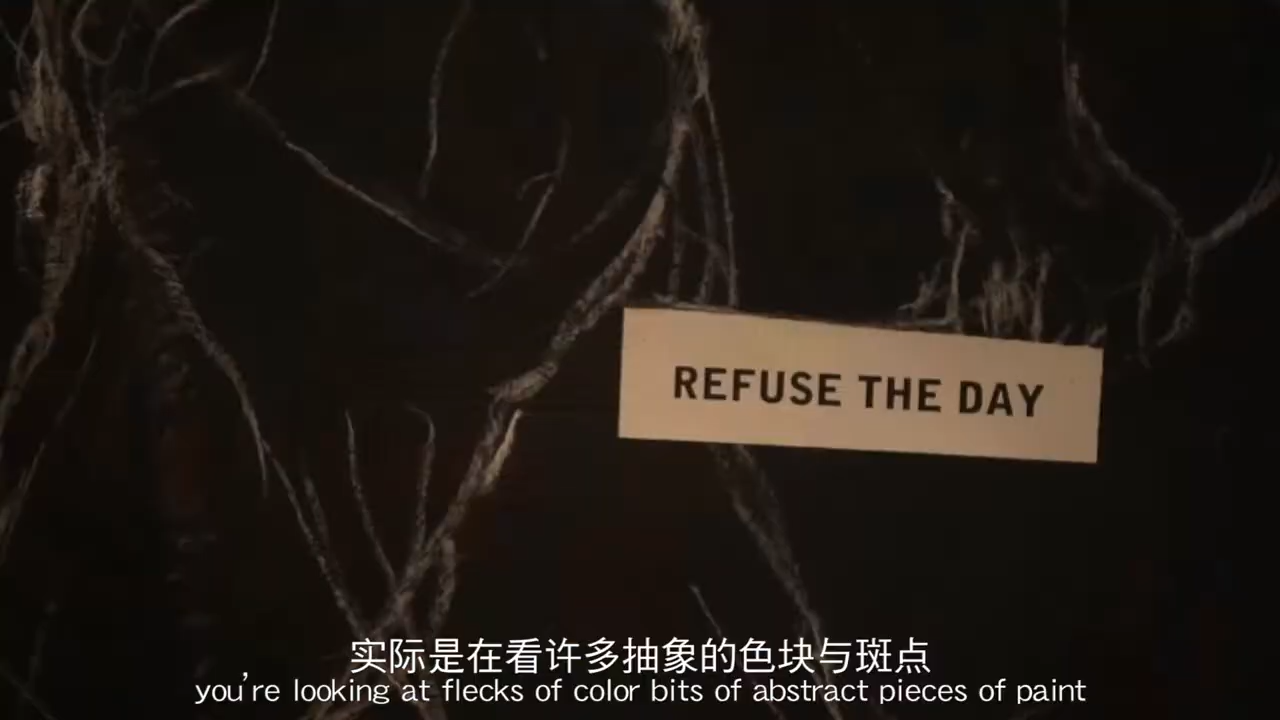 REFUSE THE DAY
实际是在看许多抽象的色块与斑点
you're looking at flecks of color bits of abstract pieces of paint